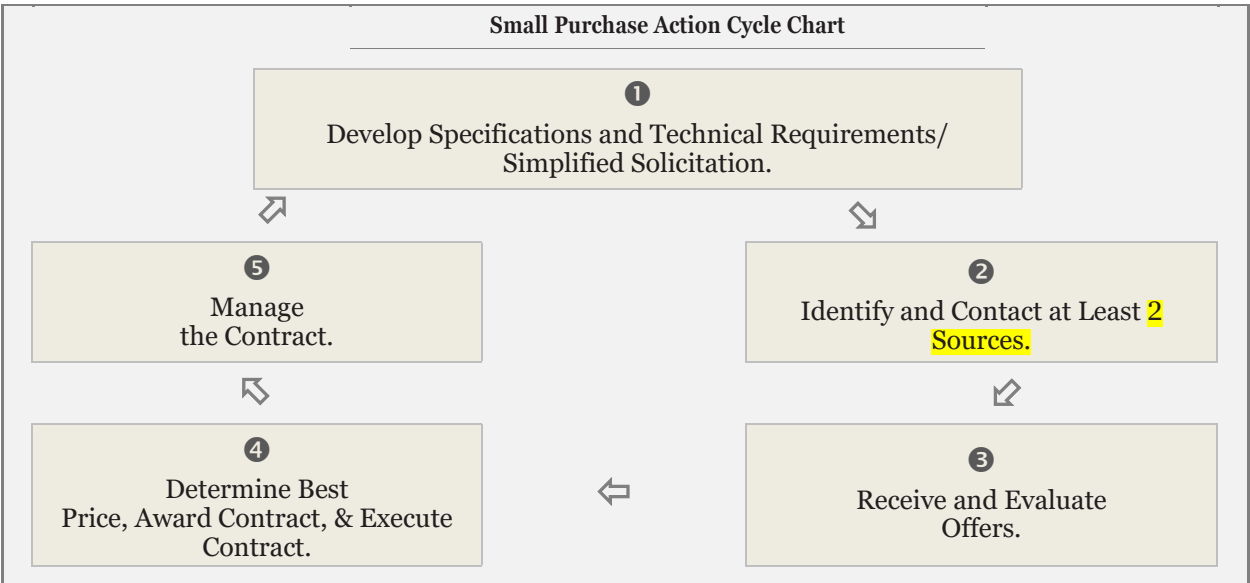 Small Purchase Action Cycle Chart
❶
Develop Specifications and Technical Requirements/
Simplified Solicitation.
❷
Identify and Contact at Least 2
Sources.
❸
Receive and Evaluate
Offers.
❹
Determine Best
Price, Award Contract, & Execute
Contract.
❺
Manage
the Contract.